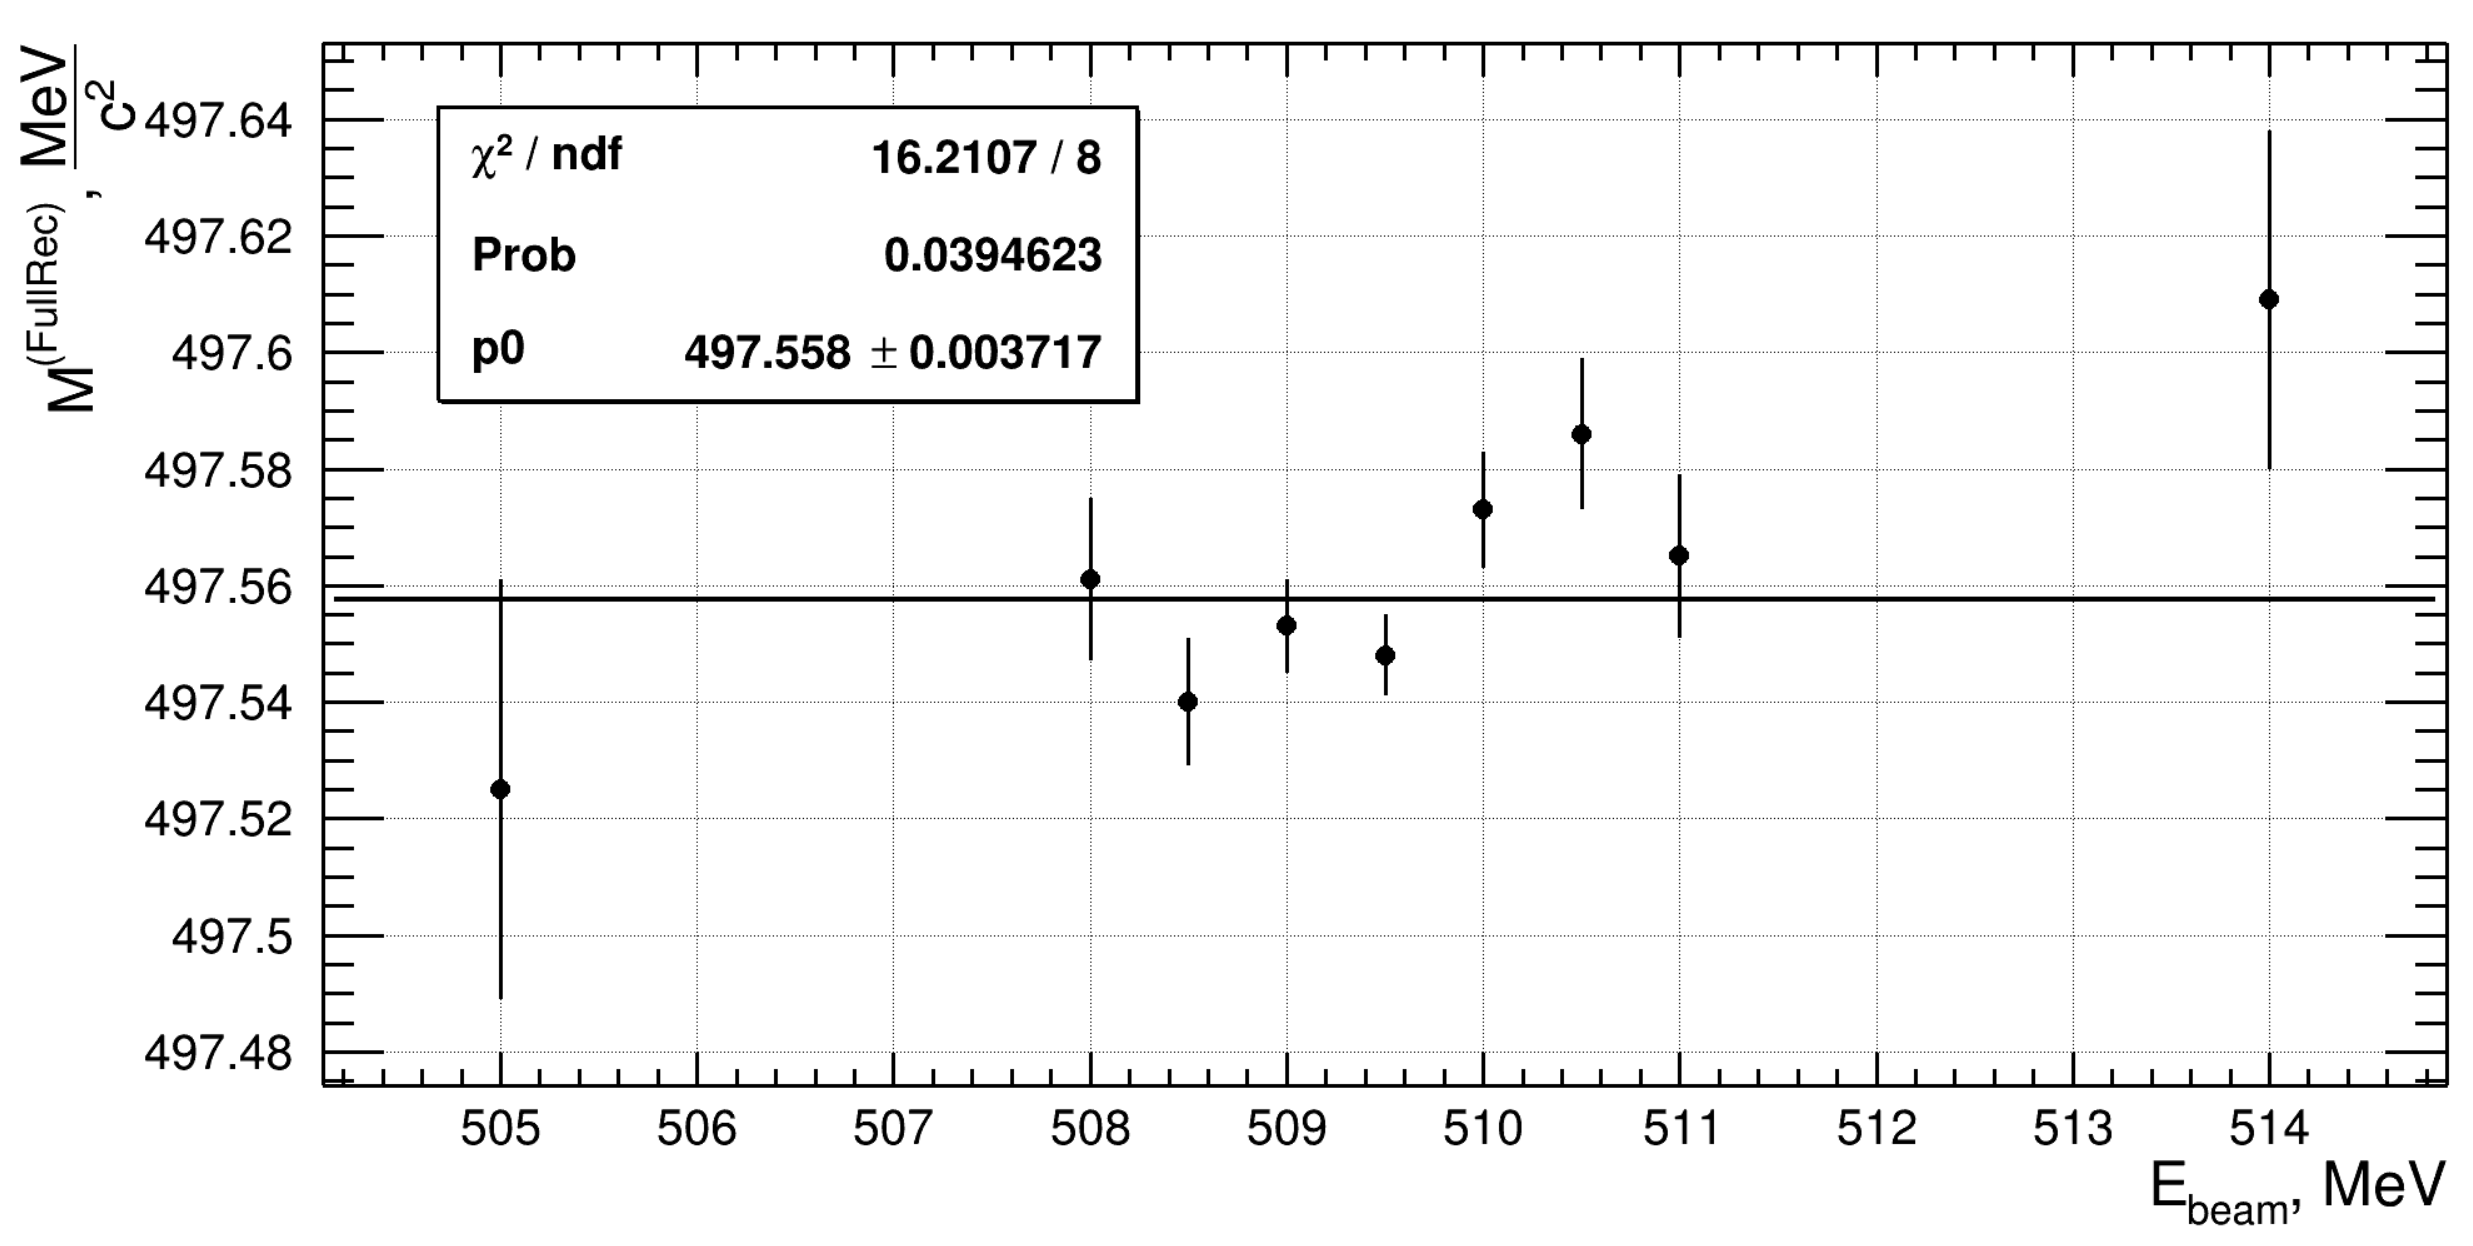 M(FullRec), MeV/c2
497.64
497.62
497.6
497.58
497.56
497.54
497.52
497.5
497.48
χ2 / ndf 16.2107 / 8
Prob 0.0394623
p0 497.558 ± 0.003717
505 506 507 508 509 510 511 512 513 514
Ebeam, MeV